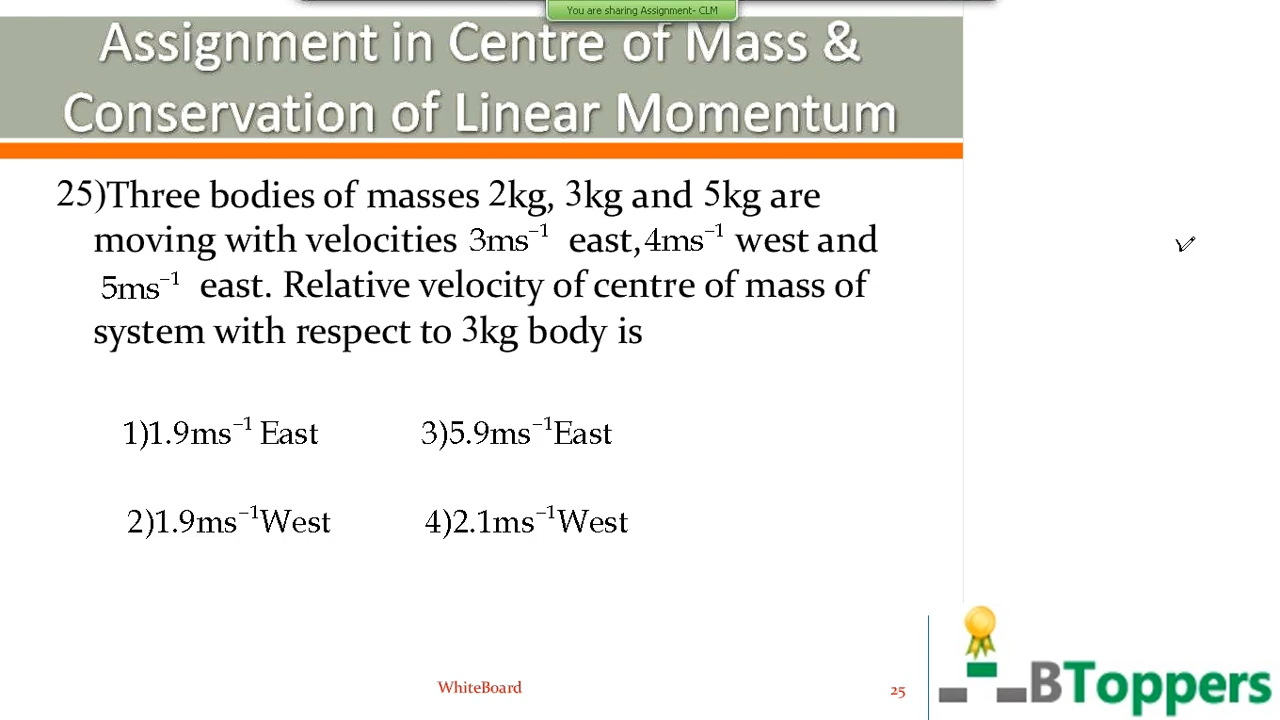 You are sharing Assignment- CLM
Assignment in Centre of Mass &
Conservation of Linear Momentum
25)Three bodies of masses 2kg, 3kg and 5kg are
moving with velocities 3ms⁻¹ east,4ms⁻¹ west and
5ms⁻¹ east. Relative velocity of centre of mass of
system with respect to 3kg body is
1)1.9ms⁻¹ East 3)5.9ms⁻¹East
2)1.9ms⁻¹West 4)2.1ms⁻¹West
WhiteBoard 25
BToppers